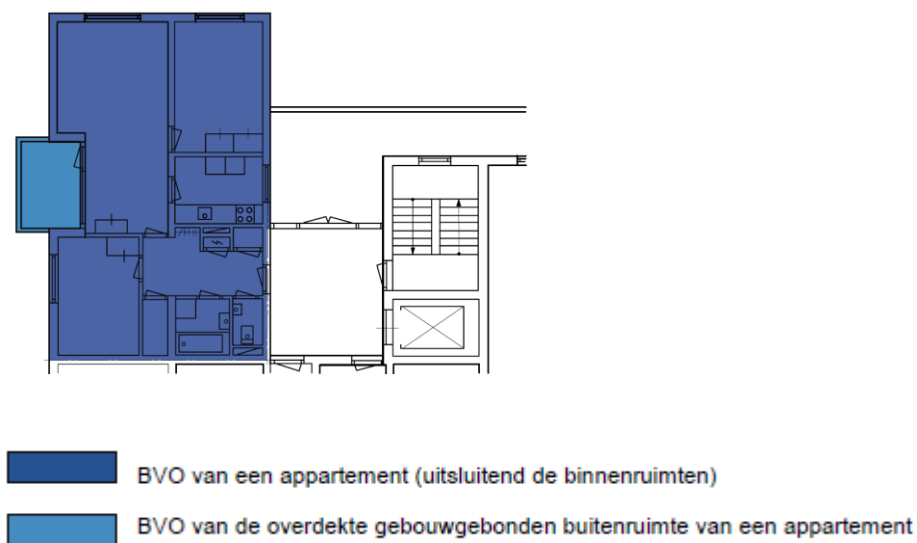 BVO van een appartement (uitsluitend de binnenruimten)
BVO van de overdekte gebouwgebonden buitenruimte van een appartement